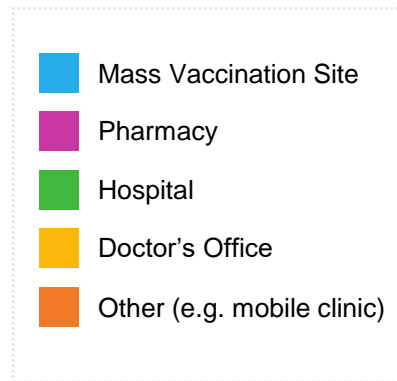 Mass Vaccination Site
Pharmacy
Hospital
Doctor’s Office
Other (e.g. mobile clinic)